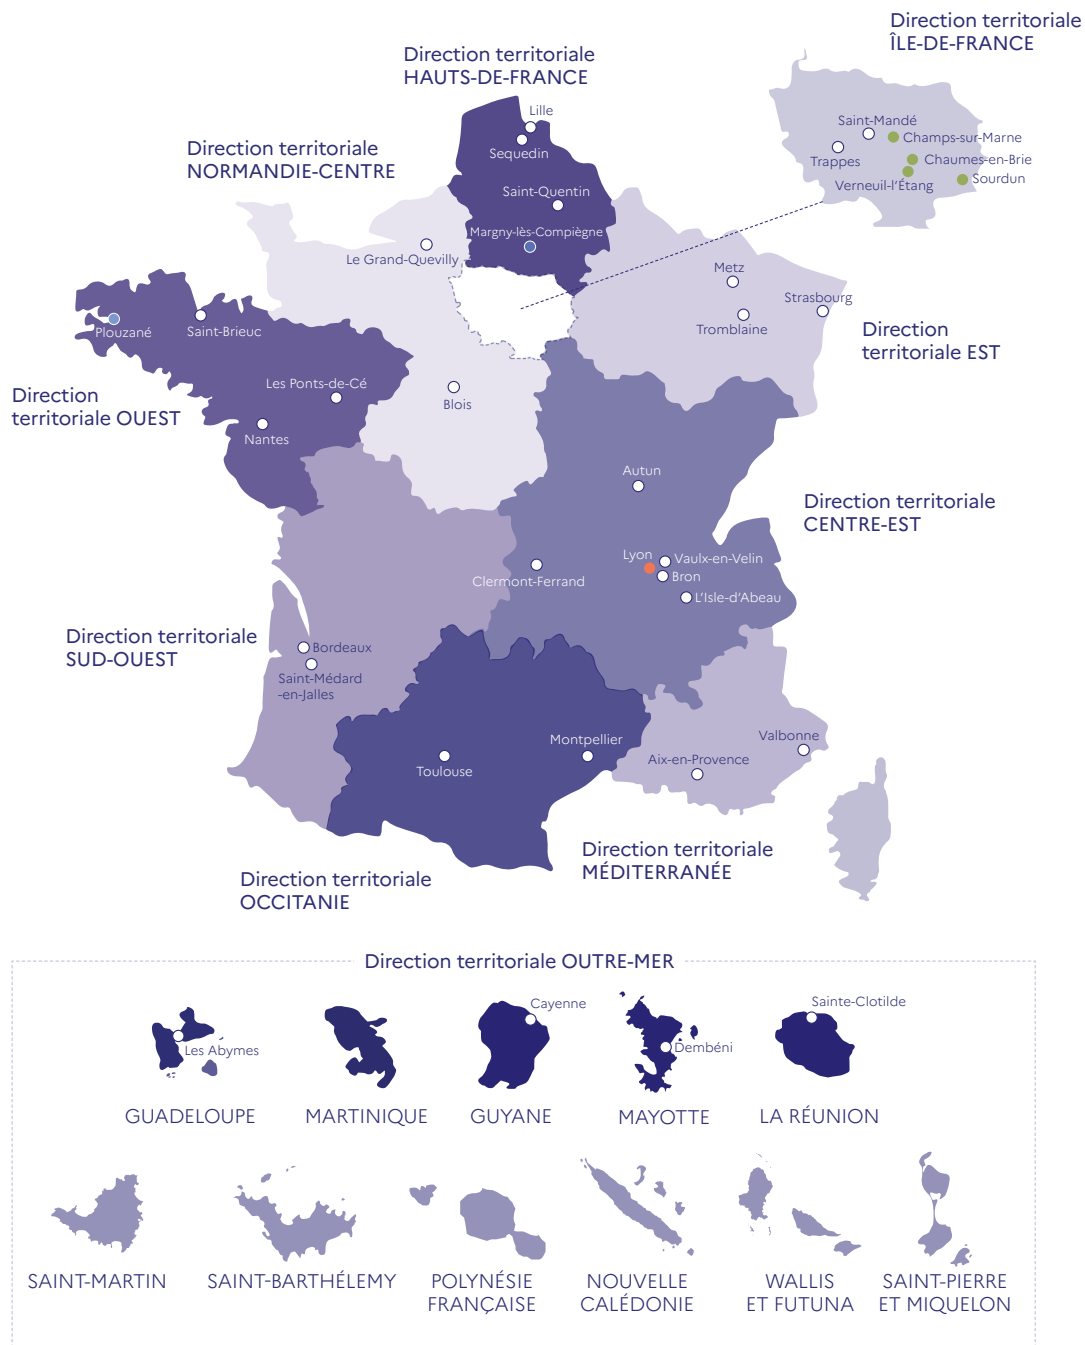 Direction territoriale
ÎLE-DE-FRANCE
Direction territoriale
HAUTS-DE-FRANCE
Lille
Sequedin
Saint-Quentin
Margny-lès-Compiègne
Saint-Mandé
Champs-sur-Marne
Trappes
Chaumes-en-Brie
Verneuil-l'Étang
Sourdun
Direction territoriale
NORMANDIE-CENTRE
Le Grand-Quevilly
Blois
Metz
Strasbourg
Tromblaine
Direction
territoriale EST
Plouzané
Saint-Brieuc
Les Ponts-de-Cé
Nantes
Direction
territoriale OUEST
Autun
Lyon
Vaulx-en-Velin
Bron
L'Isle-d'Abeau
Clermont-Ferrand
Direction territoriale
CENTRE-EST
Direction territoriale
SUD-OUEST
Bordeaux
Saint-Médard
-en-Jalles
Montpellier
Toulouse
Valbonne
Aix-en-Provence
Direction territoriale
MÉDITERRANÉE
Direction territoriale
OCCITANIE
Direction territoriale OUTRE-MER
Les Abymes
Cayenne
Dembéni
Sainte-Clotilde
GUADELOUPE
MARTINIQUE
GUYANE
MAYOTTE
LA RÉUNION
SAINT-MARTIN
SAINT-BARTHÉLEMY
POLYNÉSIE
FRANÇAISE
NOUVELLE
CALÉDONIE
WALLIS
ET FUTUNA
SAINT-PIERRE
ET MIQUELON